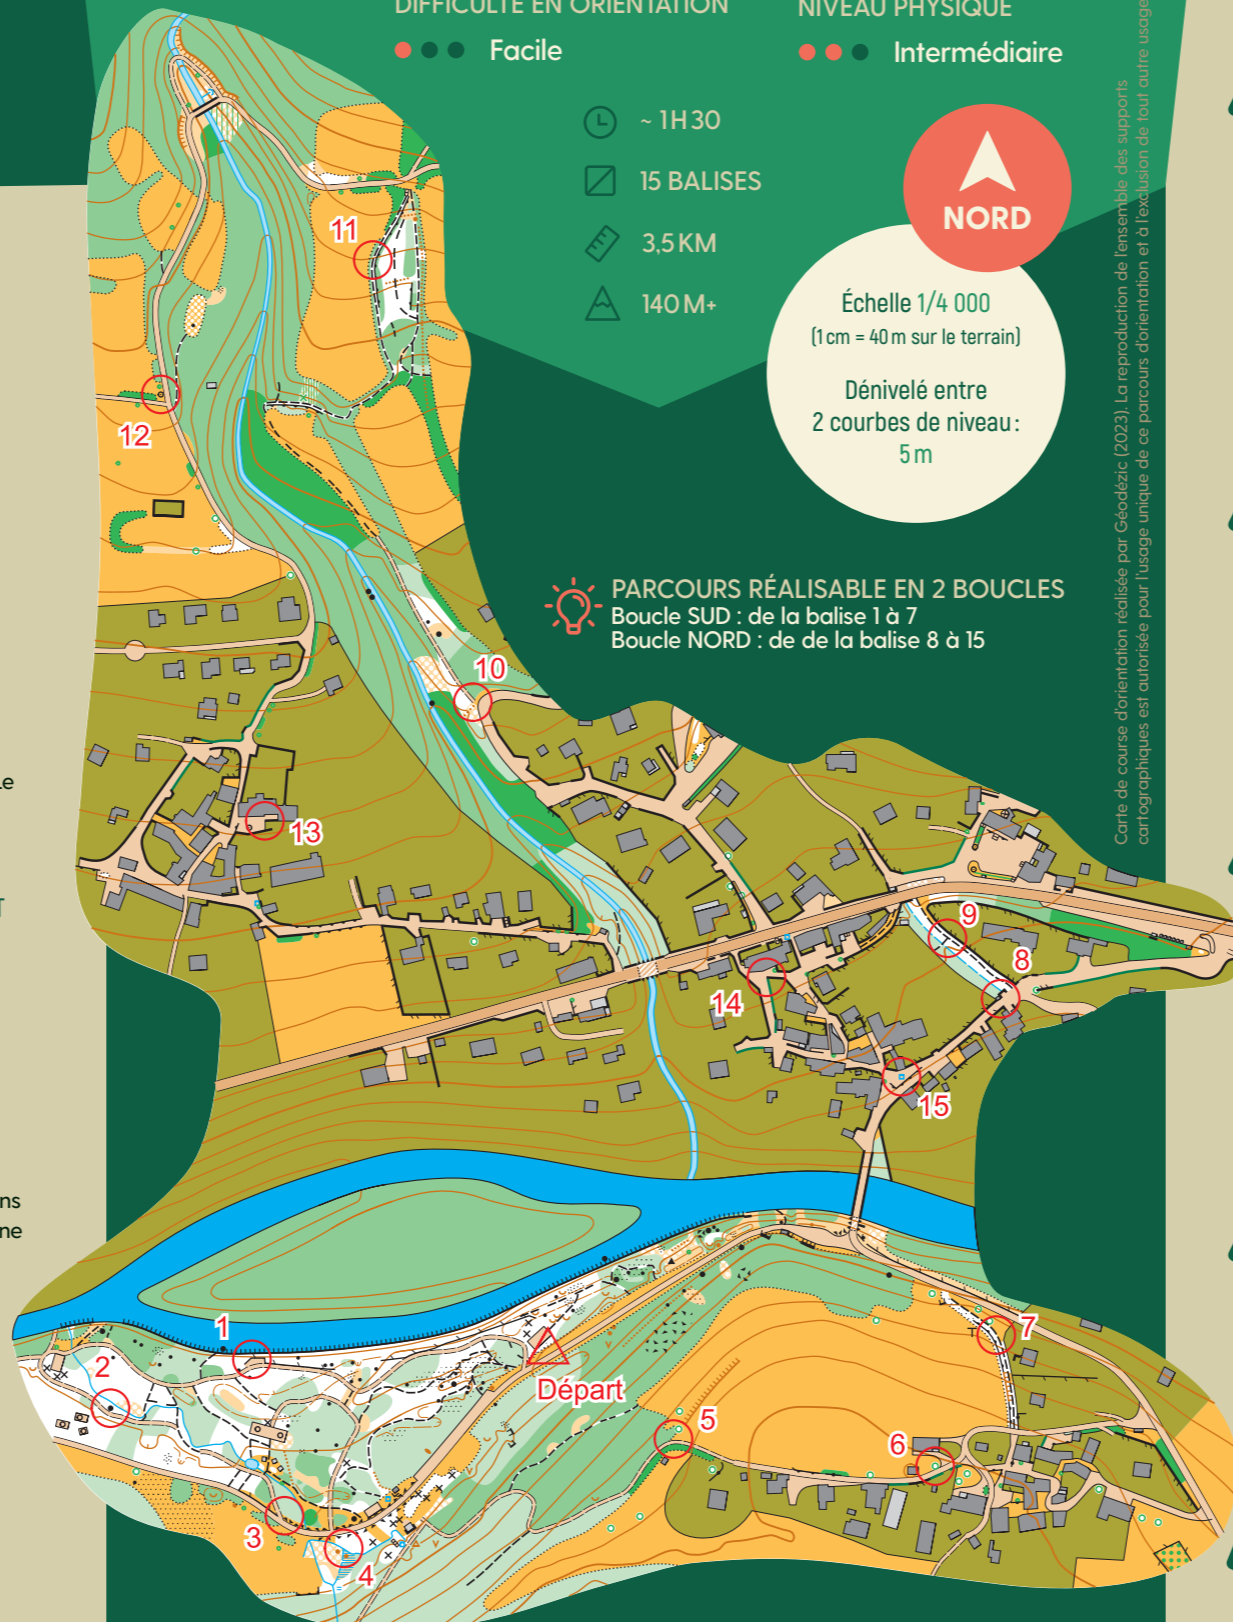 DIFFICULTÉ EN ORIENTATION
Facile
NIVEAU PHYSIQUE
Intermédiaire
~ 1H30
15 BALISES
3,5 KM
140 M+
NORD
Échelle 1/4 000
(1 cm = 40 m sur le terrain)
Dénivelé entre
2 courbes de niveau :
5 m
PARCOURS RÉALISABLE EN 2 BOUCLES
Boucle SUD : de la balise 1 à 7
Boucle NORD : de de la balise 8 à 15
Carte de course d'orientation réalisée par Géodézic (2023). La reproduction de l'ensemble des supports
cartographiques est autorisée pour l'usage unique de ce parcours d'orientation et à l'exclusion de tout autre usage
11
12
10
13
9
8
14
15
1
2
Départ
7
5
6
3
4
T
ns
ne